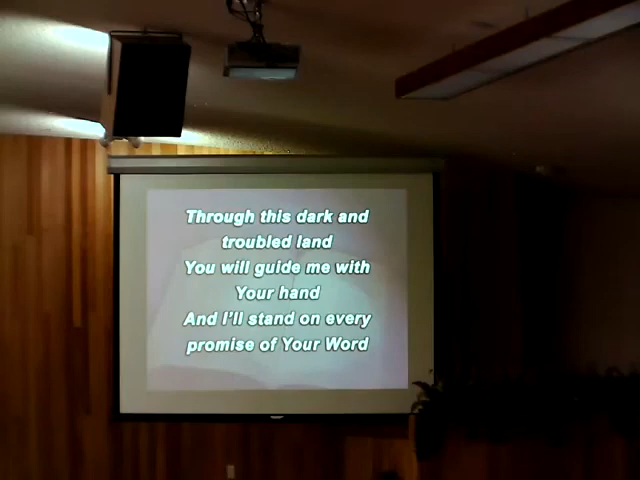 Through this dark and
troubled land
You will guide me with
Your hand
And I'll stand on every
promise of Your Word